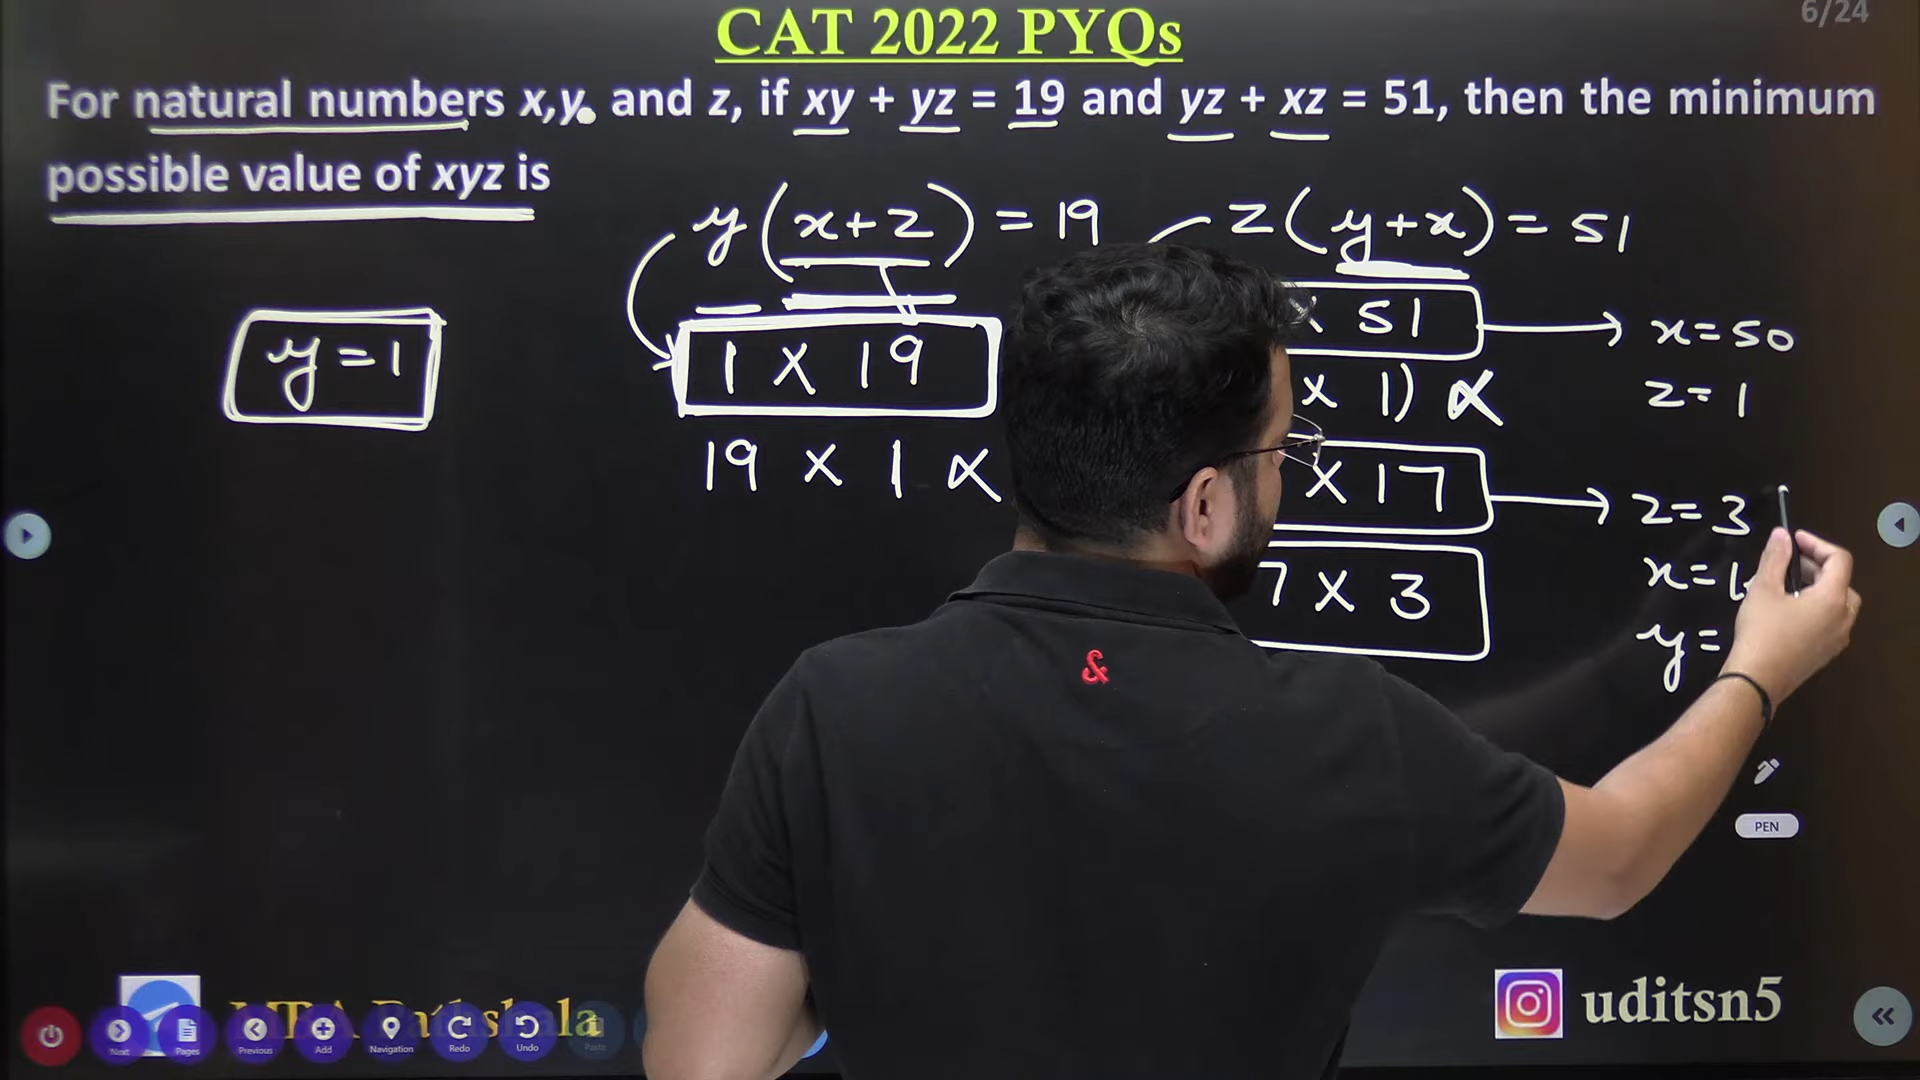 CAT 2022 PYQs
6/24
For natural numbers x,y and z, if xy + yz = 19 and yz + xz = 51, then the minimum
possible value of xyz is
y(x+z) = 19
z(y+x) = 51
y=1
1 X 19
19 X 1 α
X 51
x=50
X 1) α
z=1
X 17
z=3
7 X 3
x=1
y=
&
PEN
uditsn5
Next
Pages
Previous
Add
Navigation
Redo
Undo
Paste